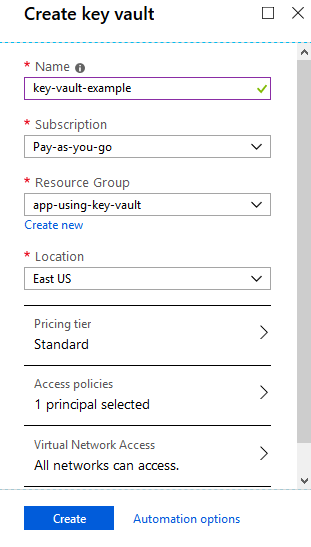 Create key vault
* Name
key-vault-example
* Subscription
Pay-as-you-go
* Resource Group
app-using-key-vault
Create new
* Location
East US
Pricing tier
Standard
Access policies
1 principal selected
Virtual Network Access
All networks can access.
Create
Automation options